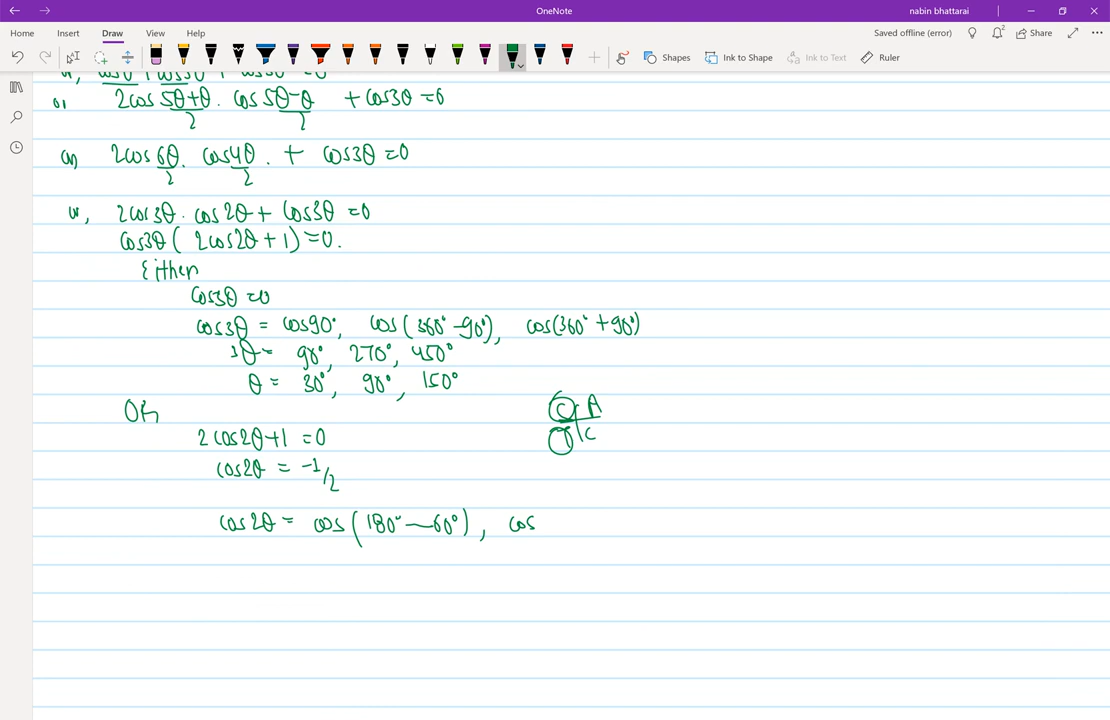 OneNote
nabin bhattarai
Home Insert Draw View Help
Saved offline (error)
Share
Shapes
Ink to Shape
Ink to Text
Ruler
2cos 5θ+θ/2 . cos 5θ-θ/2 + cos3θ = 0
2cos 6θ/2 . cos 4θ/2 . + cos3θ = 0
or, 2cos3θ . cos2θ + cos3θ = 0
cos3θ ( 2cos2θ + 1) = 0.
Either
cos3θ = 0
cos3θ = cos90°, cos(360° - 90°), cos(360° + 90°)
3θ = 90°, 270°, 450°
θ = 30°, 90°, 150°
OR
A
C
2cos2θ+1 = 0
cos2θ = -1/2
cos2θ = cos(180° - 60°), cos